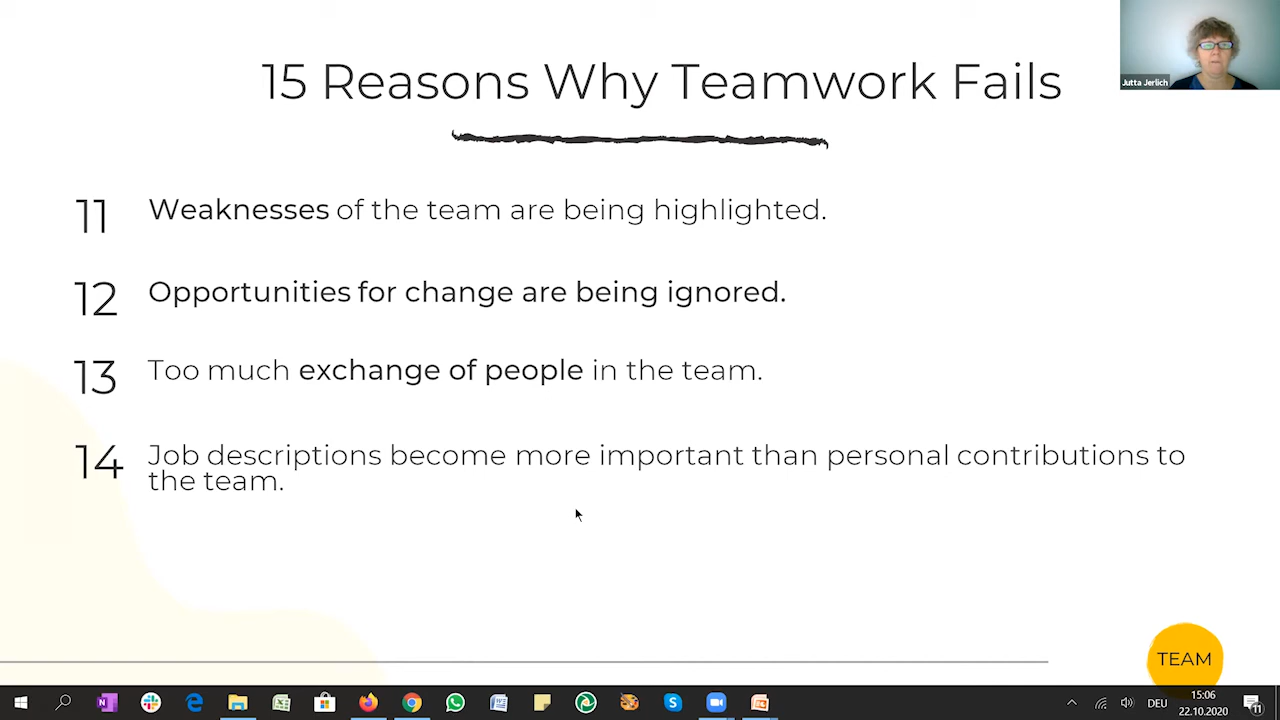 15 Reasons Why Teamwork Fails
Jutta Jerlich
11 Weaknesses of the team are being highlighted.
12 Opportunities for change are being ignored.
13 Too much exchange of people in the team.
14 Job descriptions become more important than personal contributions to
the team.
TEAM
DEU
15:06
22.10.2020
11